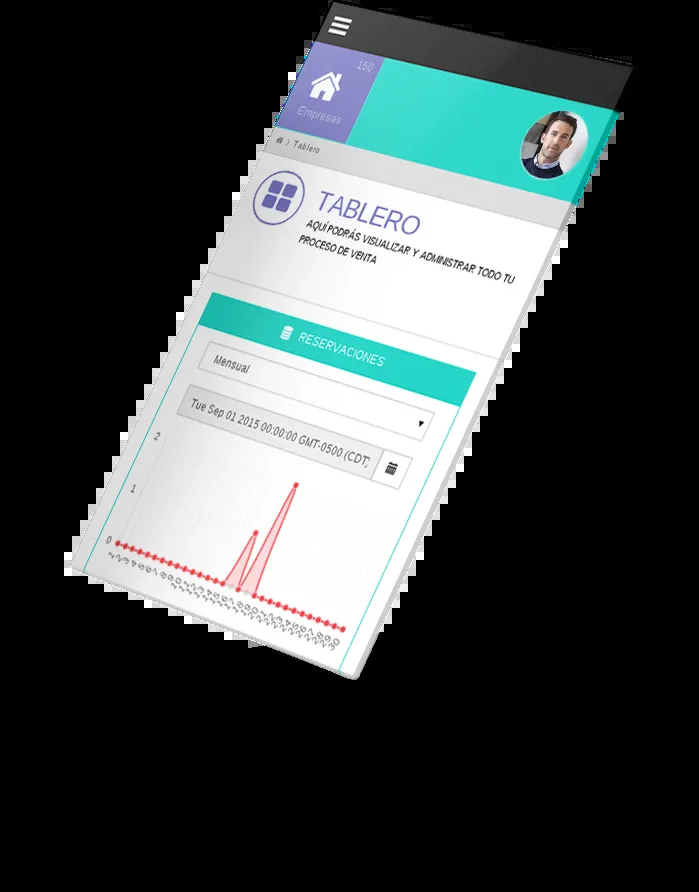 150
Empresas
Tablero
TABLERO
AQUÍ PODRÁS VISUALIZAR Y ADMINISTRAR TODO TU
PROCESO DE VENTA
RESERVACIONES
Mensual
Tue Sep 01 2015 00:00:00 GMT-0500 (CDT)
2
1
0